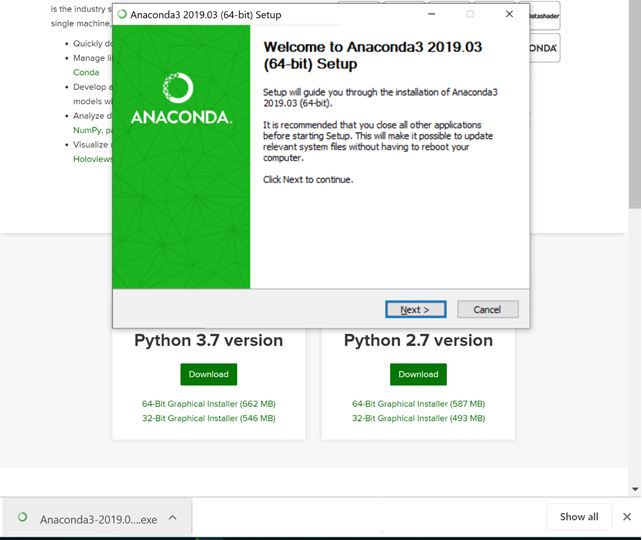 is the industry s
single machine,
Quickly do
Manage li
Conda
Develop a
models wi
Analyze d
NumPy, pa
Visualize
Holoviews
Datashader
ONDA'
Anaconda3 2019.03 (64-bit) Setup
ANACONDA.
Welcome to Anaconda3 2019.03
(64-bit) Setup
Setup will guide you through the installation of Anaconda3
2019.03 (64-bit).
It is recommended that you close all other applications
before starting Setup. This will make it possible to update
relevant system files without having to reboot your
computer.
Click Next to continue.
Next >
Cancel
Python 3.7 version
Download
64-Bit Graphical Installer (662 MB)
32-Bit Graphical Installer (546 MB)
Python 2.7 version
Download
64-Bit Graphical Installer (587 MB)
32-Bit Graphical Installer (493 MB)
Anaconda3-2019.0....exe
Show all